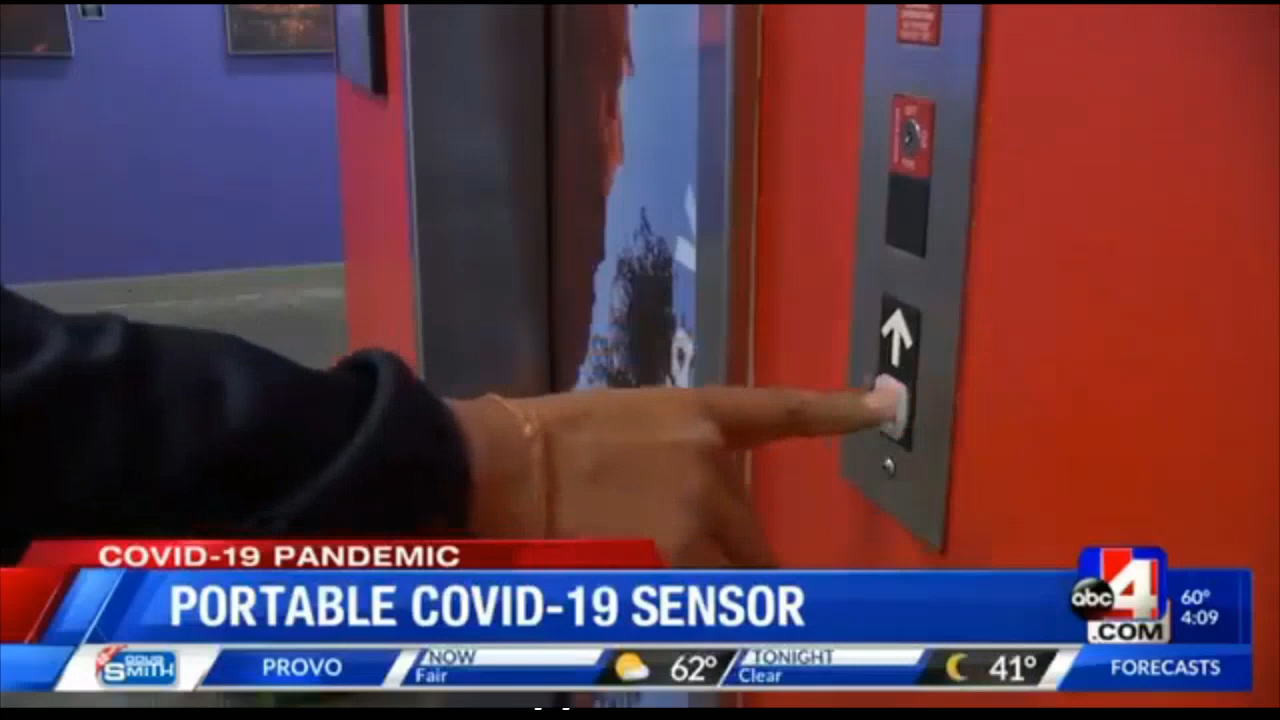 COVID-19 PANDEMIC
PORTABLE COVID-19 SENSOR
abc 4
.COM
60°
4:09
DOUG SMITH
PROVO
NOW
Fair
62°
TONIGHT
Clear
41°
FORECASTS